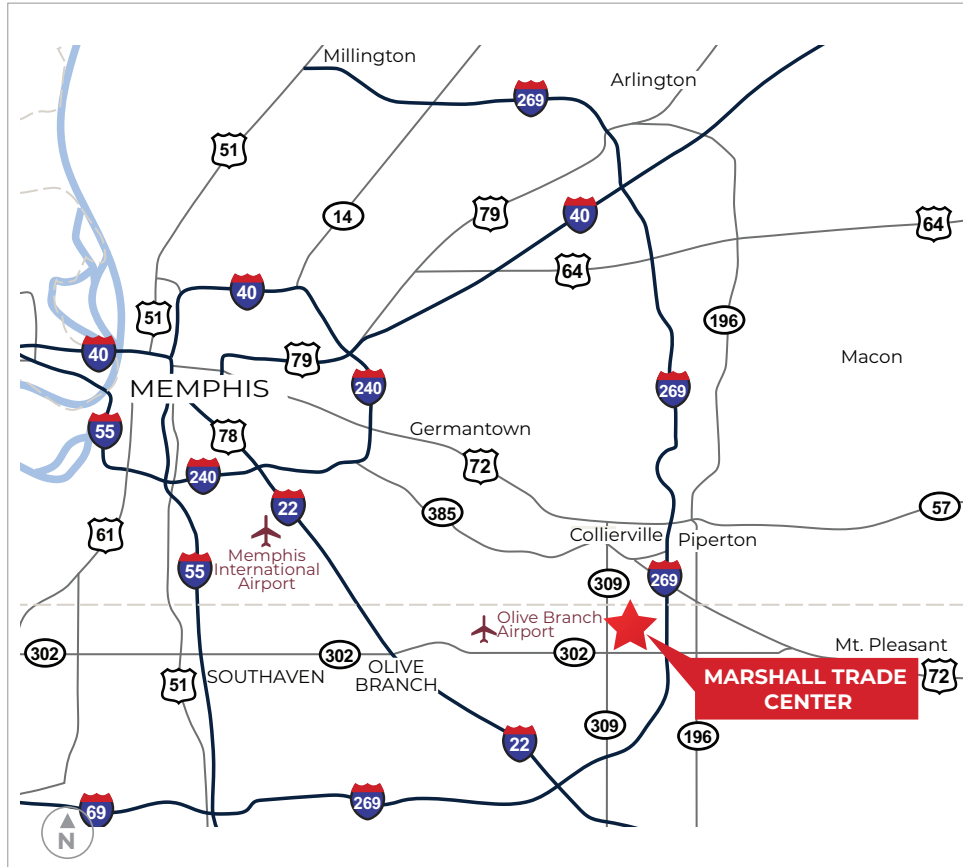 Millington
Arlington
269
51
79
14
40
64
64
40
51
196
40
79
Macon
MEMPHIS
240
269
55
78
Germantown
72
240
22
385
57
61
Memphis
International
Airport
Collierville
Piperton
55
309
269
Olive Branch
Airport
302
302
302
Mt. Pleasant
SOUTHAVEN
OLIVE
BRANCH
51
MARSHALL TRADE
CENTER
72
309
196
22
69
269
N